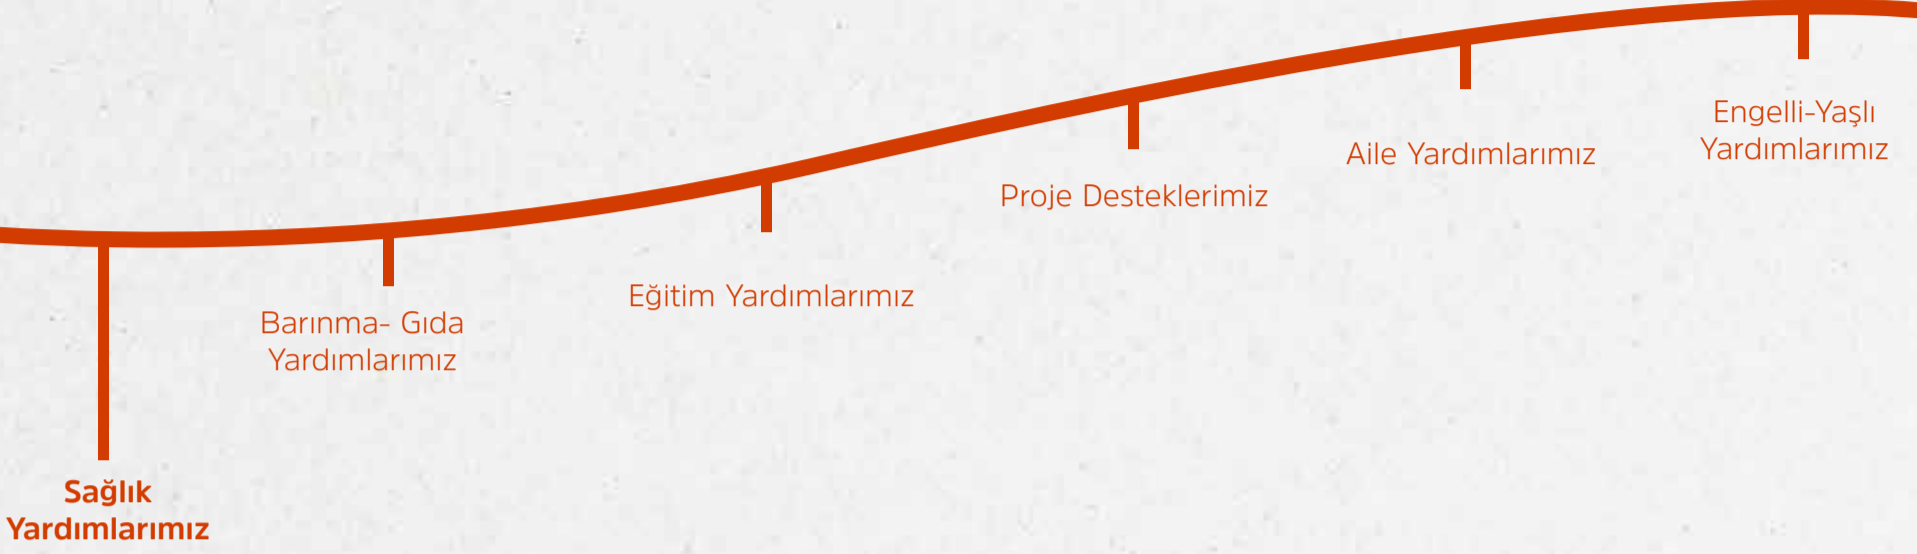 Sağlık
Yardımlarımız
Barınma- Gıda
Yardımlarımız
Eğitim Yardımlarımız
Proje Desteklerimiz
Aile Yardımlarımız
Engelli-Yaşlı
Yardımlarımız